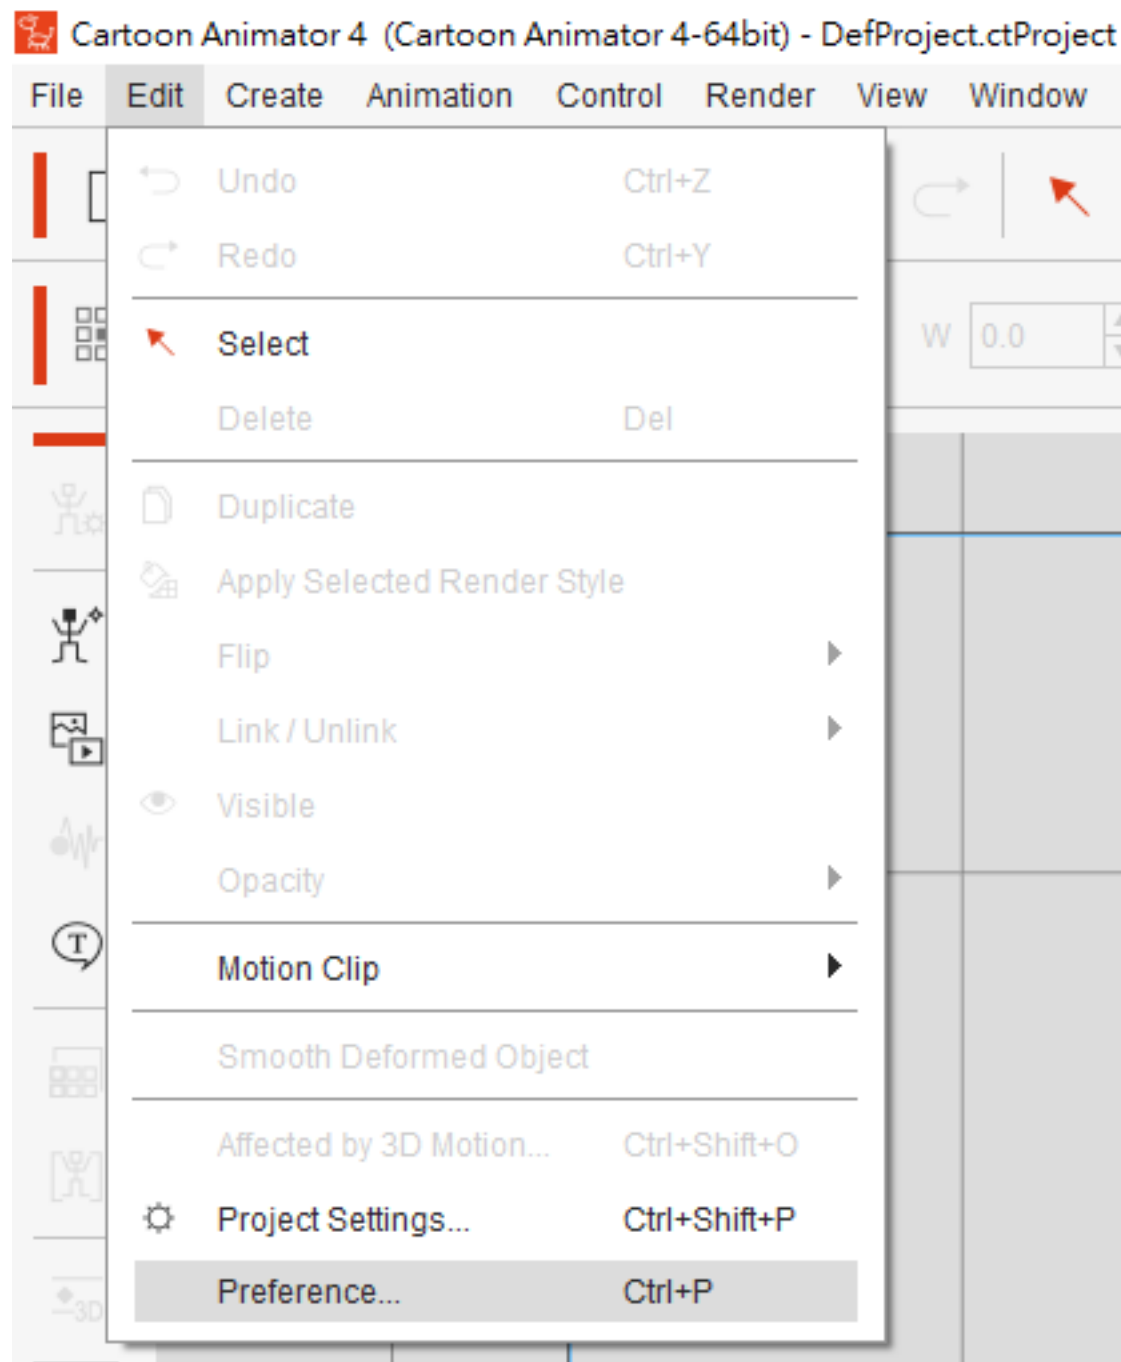 Cartoon Animator 4 (Cartoon Animator 4-64bit) - DefProject.ctProject
File Edit Create Animation Control Render View Window
Undo Ctrl+Z
Redo Ctrl+Y
Select
W 0.0
Delete Del
Duplicate
Apply Selected Render Style
Flip
Link / Unlink
Visible
Opacity
T
Motion Clip
Smooth Deformed Object
Affected by 3D Motion... Ctrl+Shift+O
Project Settings... Ctrl+Shift+P
Preference... Ctrl+P
3D